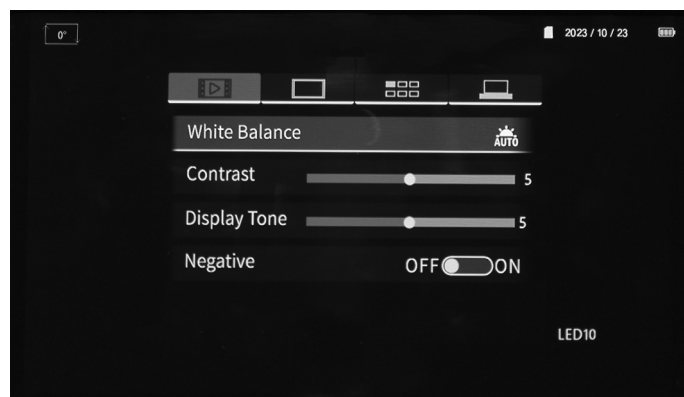 0°
2023 / 10 / 23
White Balance
AUTO
Contrast 5
Display Tone 5
Negative OFF ON
LED10